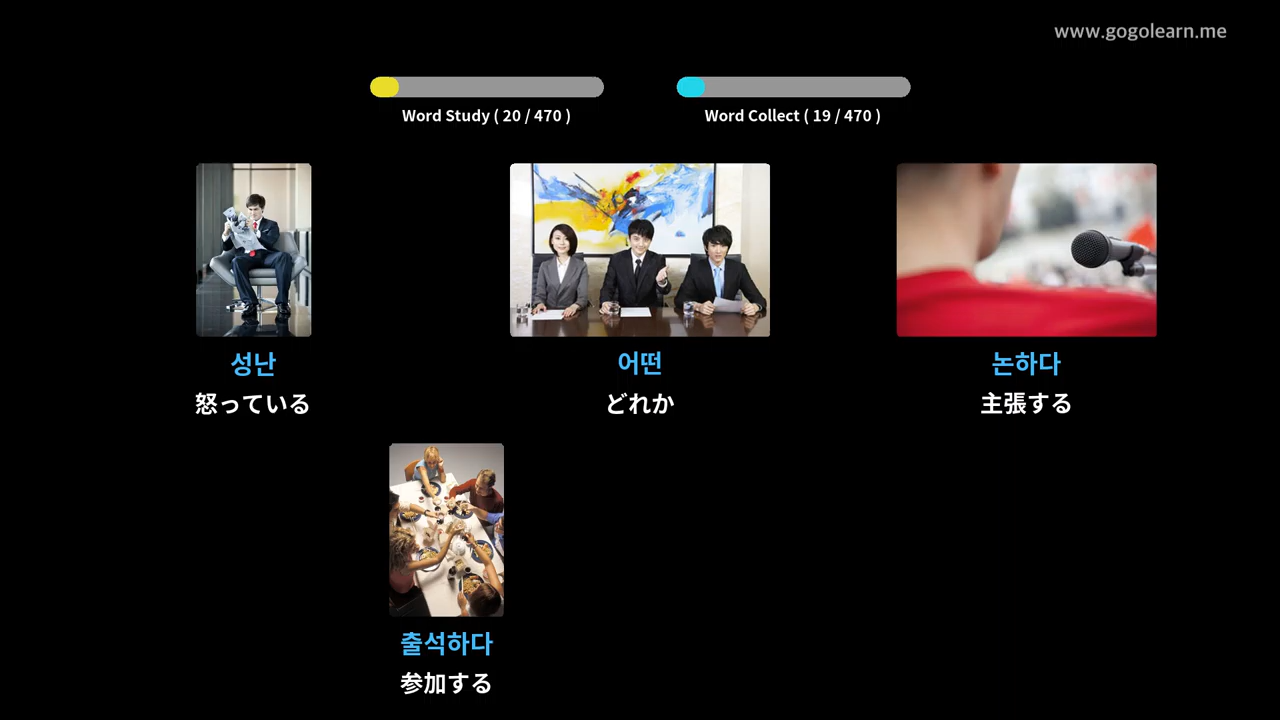 www.gogolearn.me
Word Study ( 20 / 470 )
Word Collect ( 19 / 470 )
성난
怒っている
어떤
どれか
논하다
主張する
출석하다
参加する